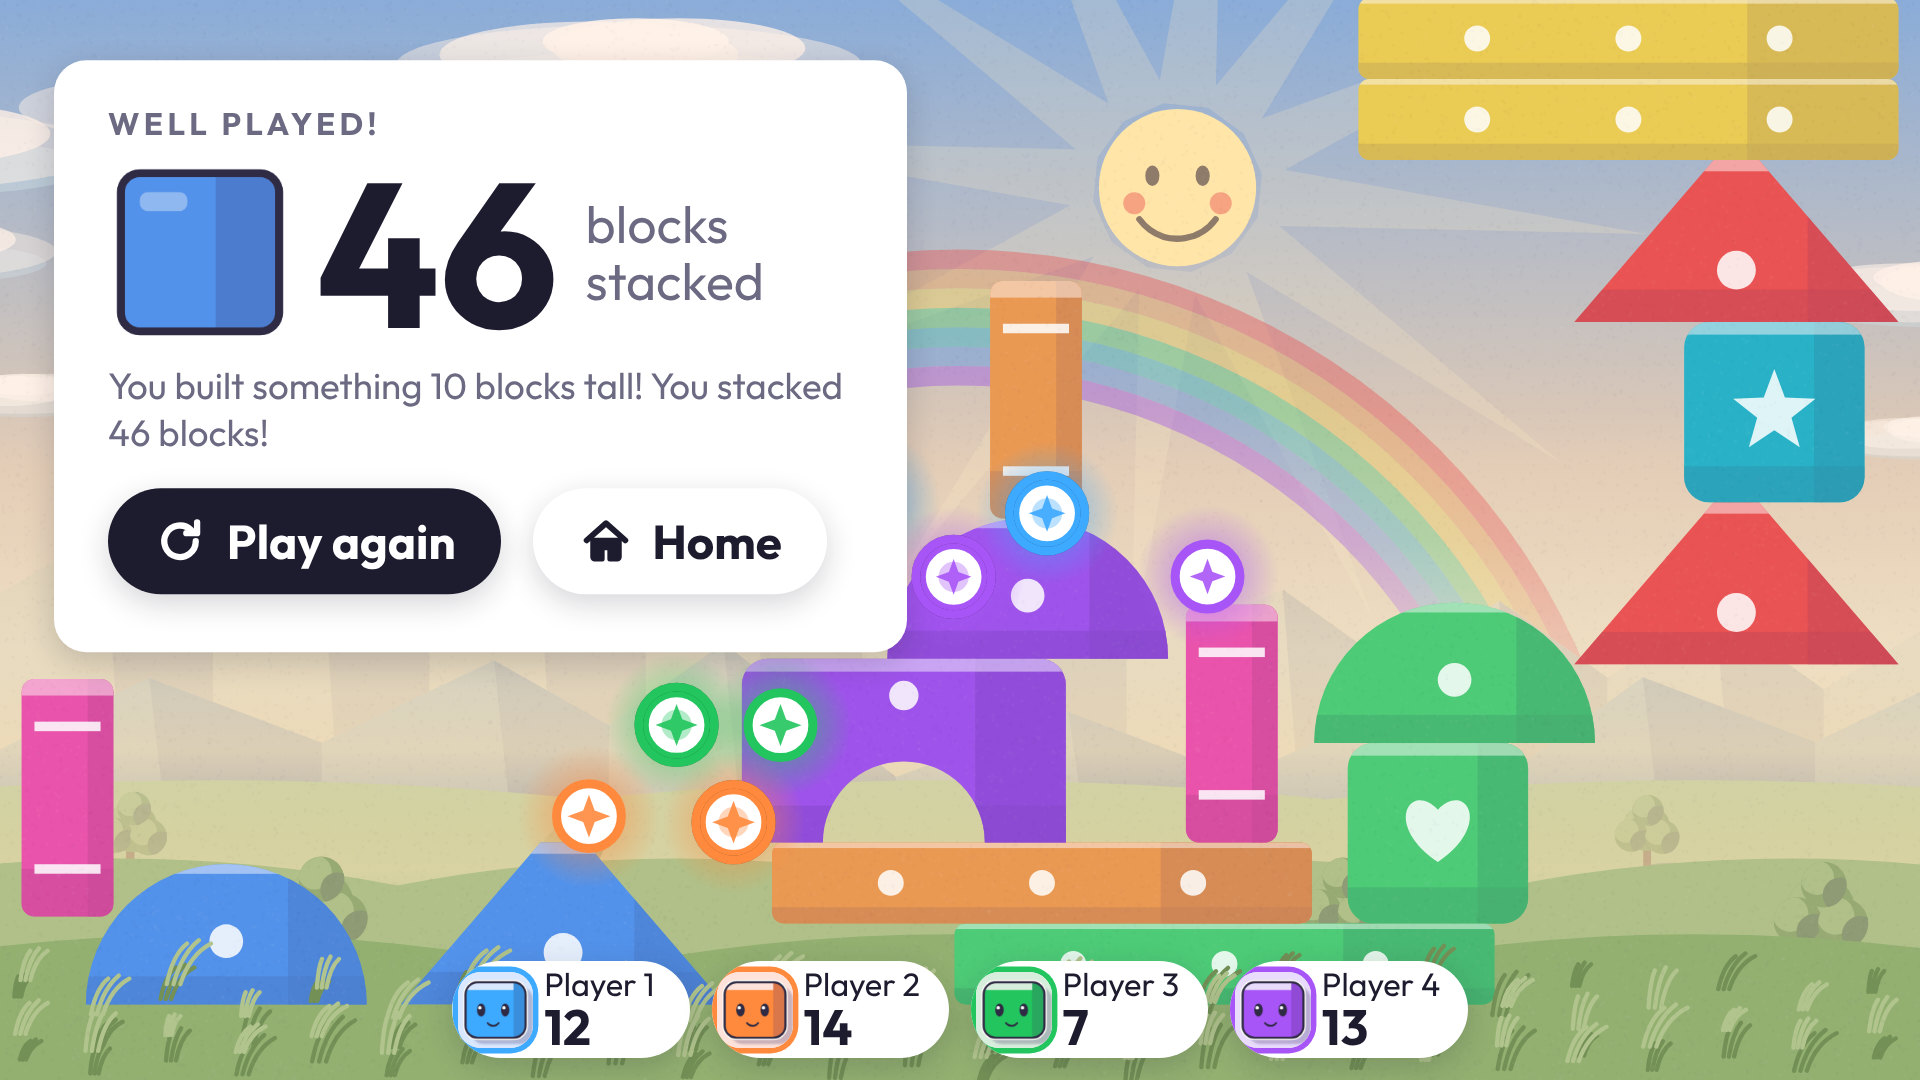 WELL PLAYED!
46
blocks
stacked
You built something 10 blocks tall! You stacked
46 blocks!
Play again
Home
Player 1
12
Player 2
14
Player 3
7
Player 4
13